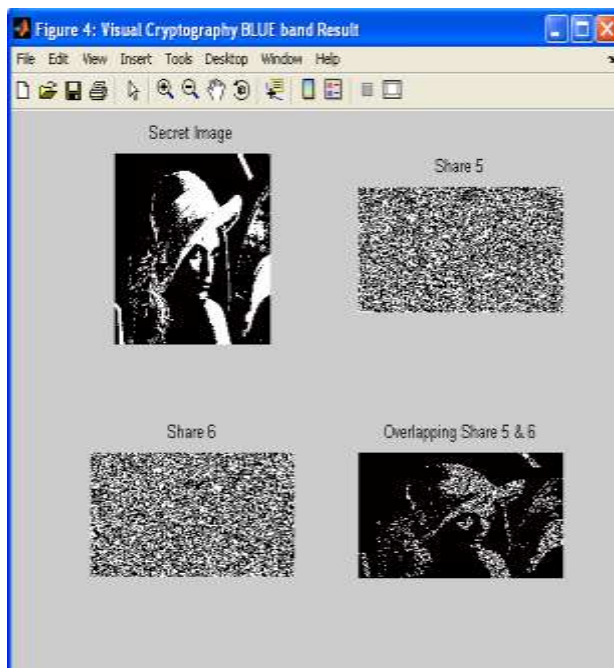 Figure 4: Visual Cryptography BLUE band Result
File Edit View Insert Tools Desktop Window Help
Secret Image
Share 5
Share 6
Overlapping Share 5 & 6